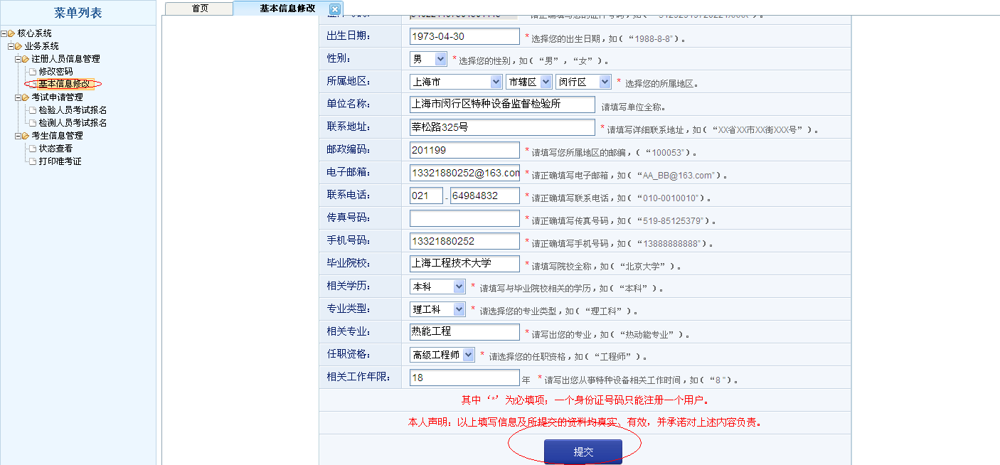 菜单列表
首页
基本信息修改
核心系统
业务系统
注册人员信息管理
修改密码
基本信息修改
考试申请管理
检验人员考试报名
检测人员考试报名
考生信息管理
状态查看
打印准考证
出生日期： 1973-04-30 *选择您的出生日期，如(“1988-8-8”)。
性别： 男 * 选择您的性别，如(“男”，“女”)。
所属地区： 上海市 市辖区 闵行区 * 选择您的所属地区。
单位名称： 上海市闵行区特种设备监督检验所 请填写单位全称。
联系地址： 莘松路325号 *请填写详细联系地址，如(“XX省XX市XX街XXX号”)。
邮政编码： 201199 *请填写您所属地区的邮编，(“100053”)。
电子邮箱： 13321880252@163.com *请正确填写电子邮箱，如(“AA_BB@163.com”)。
联系电话： 021 - 64984832 *请正确填写联系电话，如(“010-0010010”)。
传真号码： *请正确填写传真号码，如(“519-85125379”)。
手机号码： 13321880252 *请正确填写手机号码，如(“13888888888”)。
毕业院校： 上海工程技术大学 *请填写院校全称，如(“北京大学”)。
相关学历： 本科 * 请填写与毕业院校相关的学历，如(“本科”)。
专业类型： 理工科 * 请选择您的专业类型，如(“理工科”)。
相关专业： 热能工程 *请写出您的专业，如(“热动能专业”)。
任职资格： 高级工程师 * 请选择您的任职资格，如(“工程师”)。
相关工作年限： 18 年 *请写出您从事特种设备相关工作时间，如(“8 ”)。
其中‘*’为必填项；一个身份证号码只能注册一个用户。
本人声明：以上填写信息及所提交的资料均真实、有效，并承诺对上述内容负责。
提交